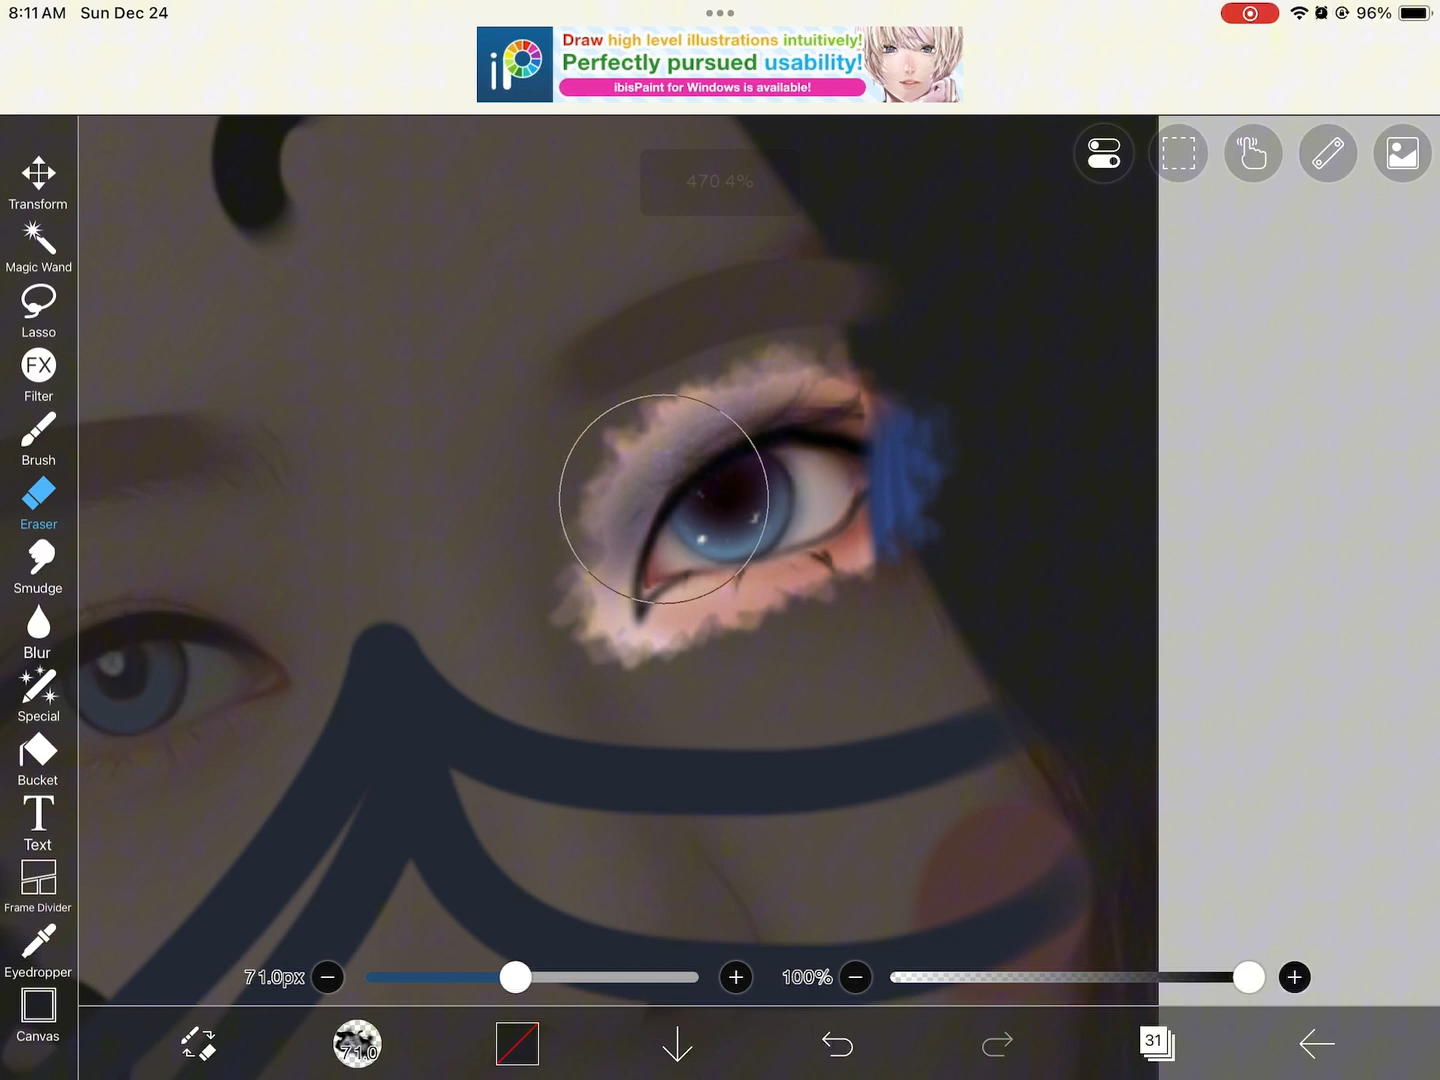 8:11 AM Sun Dec 24
96%
iP
Draw high level illustrations intuitively!
Perfectly pursued usability!
ibisPaint for Windows is available!
470.4%
Transform
Magic Wand
Lasso
FX
Filter
Brush
Eraser
Smudge
Blur
Special
Bucket
T
Text
Frame Divider
Eyedropper
Canvas
71.0px
100%
71.0
31